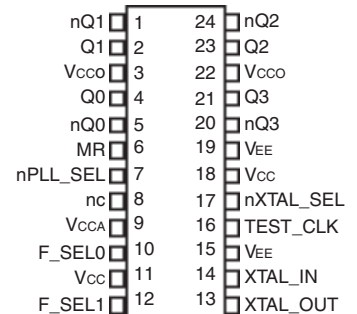 nQ1 1 24 nQ2
Q1 2 23 Q2
VCCO 3 22 VCCO
Q0 4 21 Q3
nQ0 5 20 nQ3
MR 6 19 VEE
nPLL_SEL 7 18 VCC
nc 8 17 nXTAL_SEL
VCCA 9 16 TEST_CLK
F_SEL0 10 15 VEE
VCC 11 14 XTAL_IN
F_SEL1 12 13 XTAL_OUT